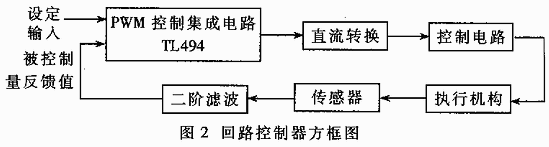 设定
输入
被控制
量反馈值
PWM 控制集成电路
TL494
直流转换
控制电路
二阶滤波
传感器
执行机构
图 2 回路控制器方框图